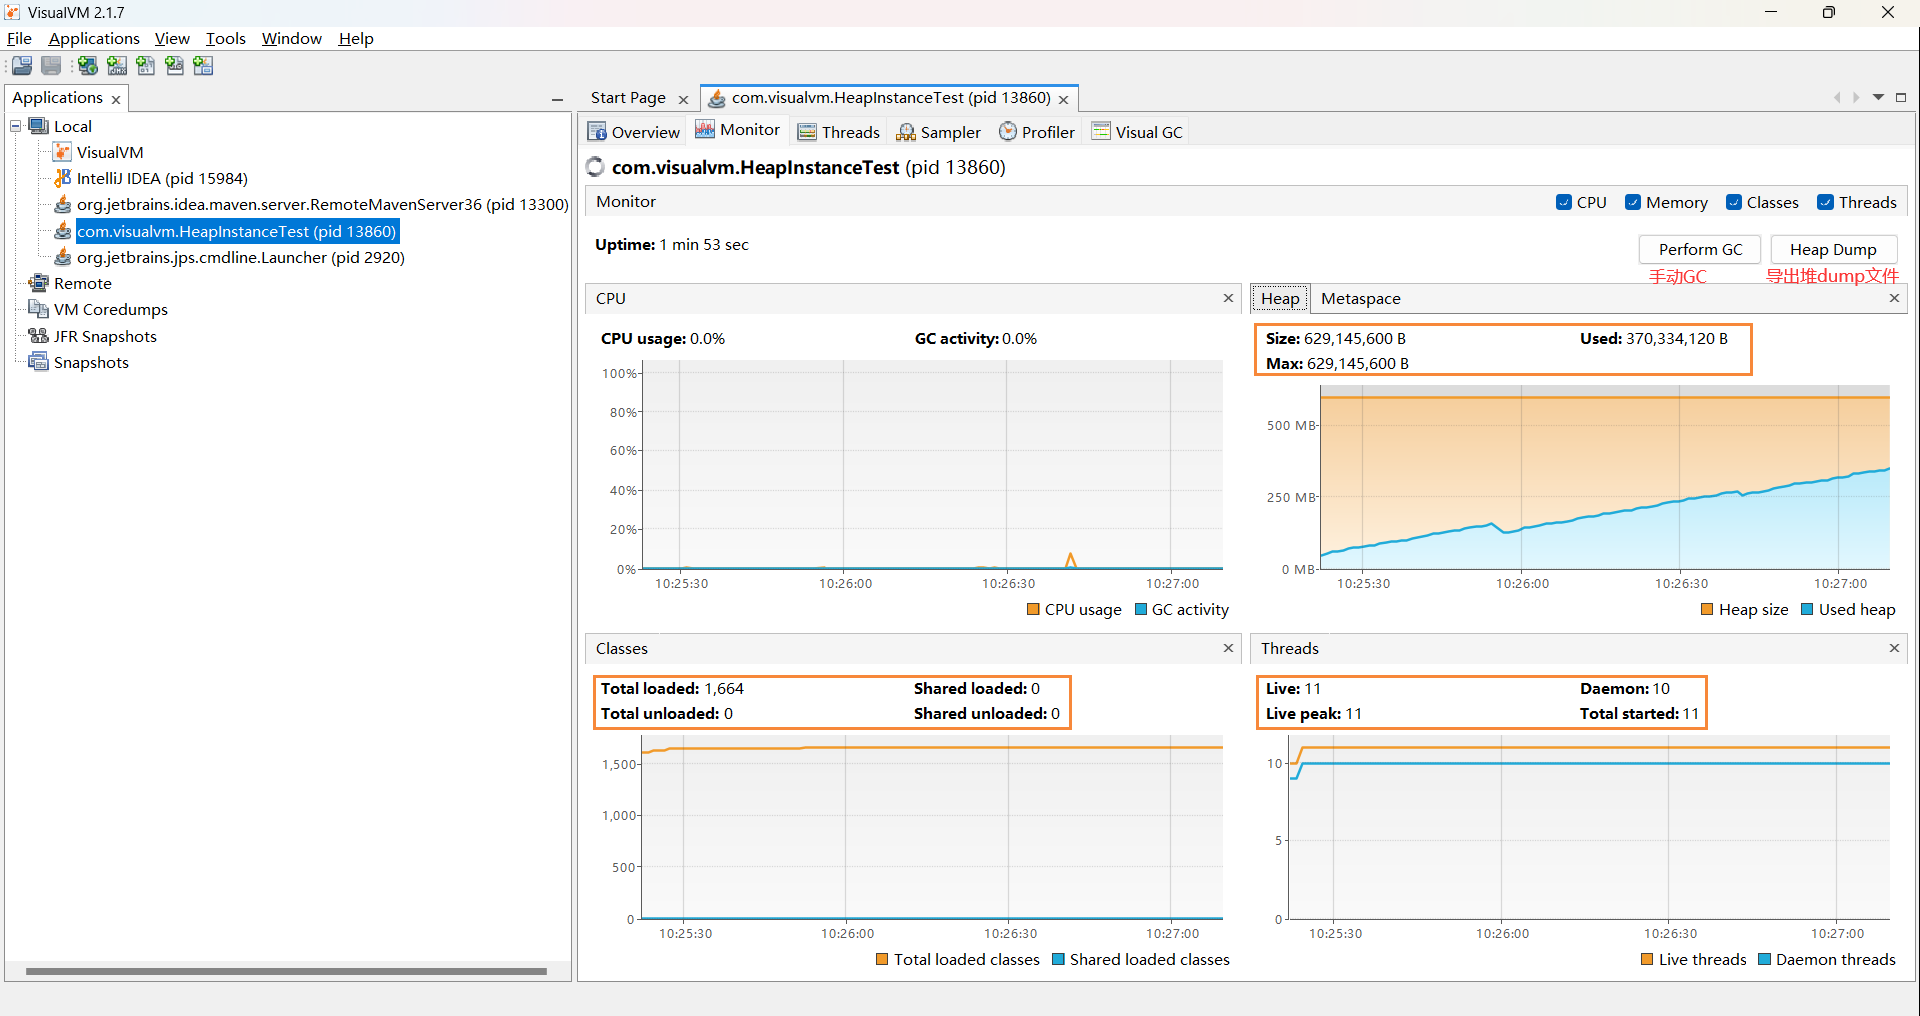 VisualVM 2.1.7
File Applications View Tools Window Help
Applications
Local
VisualVM
IntelliJ IDEA (pid 15984)
org.jetbrains.idea.maven.server.RemoteMavenServer36 (pid 13300)
com.visualvm.HeapInstanceTest (pid 13860)
org.jetbrains.jps.cmdline.Launcher (pid 2920)
Remote
VM Coredumps
JFR Snapshots
Snapshots
Start Page com.visualvm.HeapInstanceTest (pid 13860)
Overview Monitor Threads Sampler Profiler Visual GC
com.visualvm.HeapInstanceTest (pid 13860)
Monitor CPU Memory Classes Threads
Uptime: 1 min 53 sec
Perform GC Heap Dump
手动GC 导出堆dump文件
CPU
CPU usage: 0.0% GC activity: 0.0%
100%
80%
60%
40%
20%
0%
10:25:30 10:26:00 10:26:30 10:27:00
CPU usage GC activity
Heap Metaspace
Size: 629,145,600 B Used: 370,334,120 B
Max: 629,145,600 B
500 MB
250 MB
0 MB
10:25:30 10:26:00 10:26:30 10:27:00
Heap size Used heap
Classes
Total loaded: 1,664 Shared loaded: 0
Total unloaded: 0 Shared unloaded: 0
1,500
1,000
500
0
10:25:30 10:26:00 10:26:30 10:27:00
Total loaded classes Shared loaded classes
Threads
Live: 11 Daemon: 10
Live peak: 11 Total started: 11
10
5
0
10:25:30 10:26:00 10:26:30 10:27:00
Live threads Daemon threads